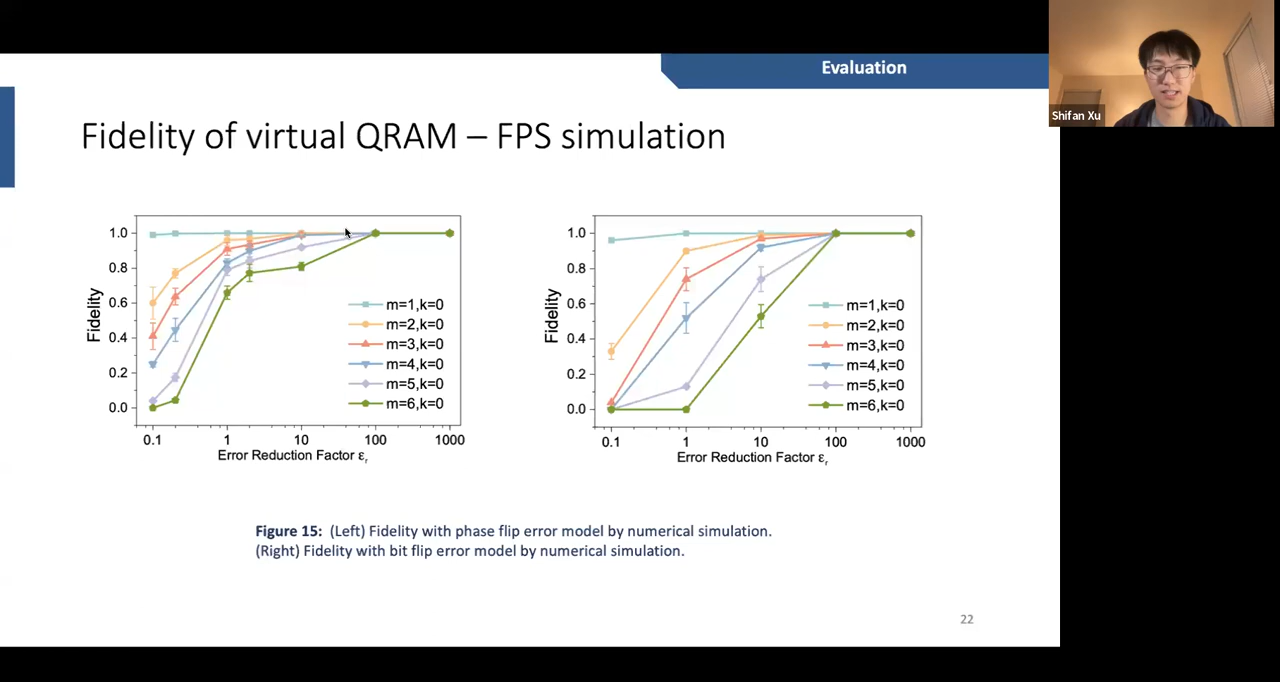 Evaluation
Shifan Xu
Fidelity of virtual QRAM – FPS simulation
1.0
0.8
0.6
0.4
0.2
0.0
Fidelity
m=1,k=0
m=2,k=0
m=3,k=0
m=4,k=0
m=5,k=0
m=6,k=0
0.1 1 10 100 1000
Error Reduction Factor εr
1.0
0.8
0.6
0.4
0.2
0.0
Fidelity
m=1,k=0
m=2,k=0
m=3,k=0
m=4,k=0
m=5,k=0
m=6,k=0
0.1 1 10 100 1000
Error Reduction Factor εr
Figure 15: (Left) Fidelity with phase flip error model by numerical simulation.
(Right) Fidelity with bit flip error model by numerical simulation.
22